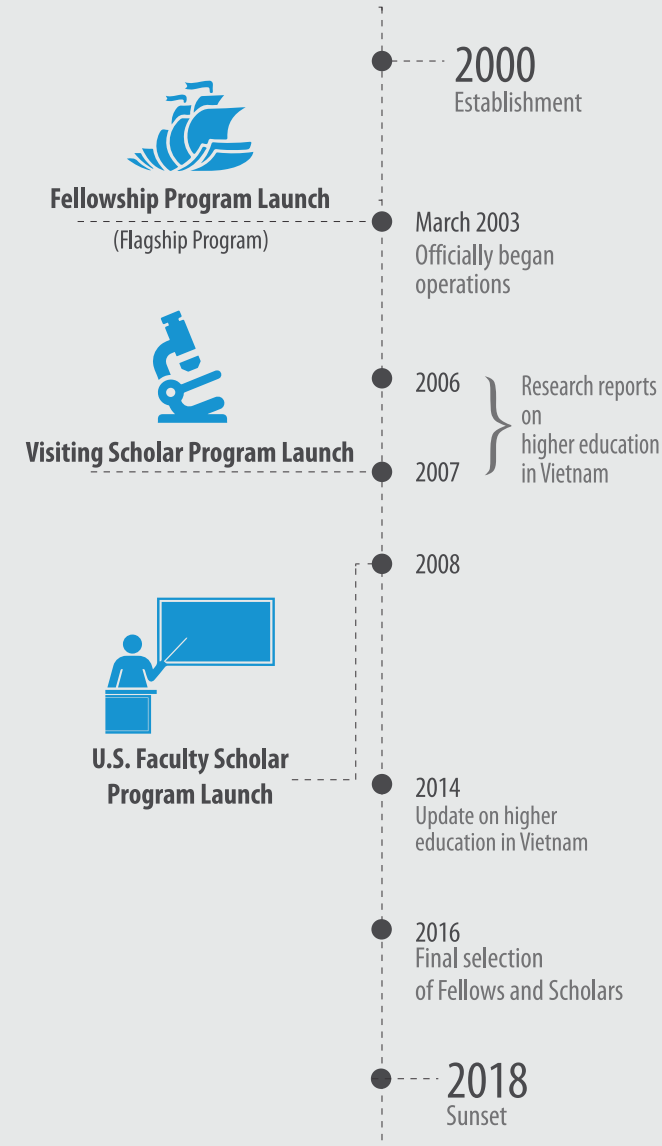 2000
Establishment
Fellowship Program Launch
(Flagship Program)
March 2003
Officially began
operations
2006
Research reports
on
higher education
in Vietnam
Visiting Scholar Program Launch
2007
2008
U.S. Faculty Scholar
Program Launch
2014
Update on higher
education in Vietnam
2016
Final selection
of Fellows and Scholars
2018
Sunset